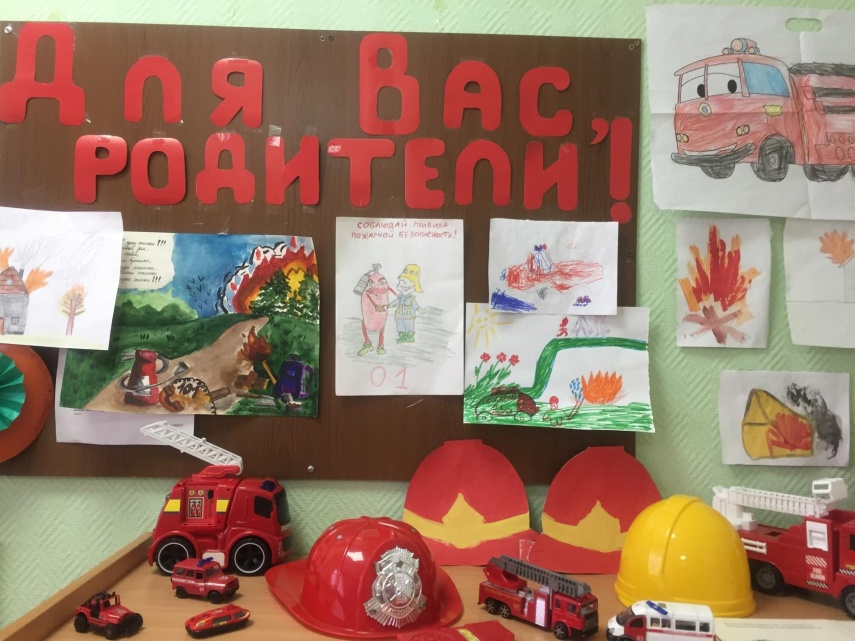 Для Вас,
РОДИТЕЛИ!
СОБЛЮДАЙ ПРАВИЛА
ПОЖАРНОЙ БЕЗОПАСНОСТИ!
01